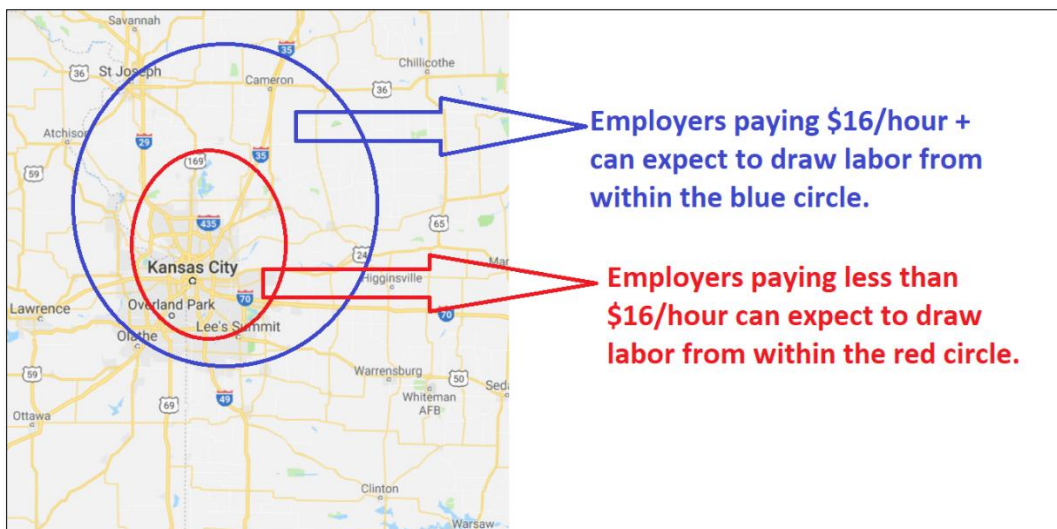 Savannah
35
36
St Joseph
Chillicothe
Cameron
36
Atchison
29
35
169
59
65
435
24
Mar
Kansas City
Higginsville
70
Lawrence
Overland Park
70
Lee's Summit
Olathe
59
Warrensburg
50
49
Whiteman
AFB
Seda
69
Ottawa
Clinton
Warsaw
Employers paying $16/hour +
can expect to draw labor from
within the blue circle.
Employers paying less than
$16/hour can expect to draw
labor from within the red circle.